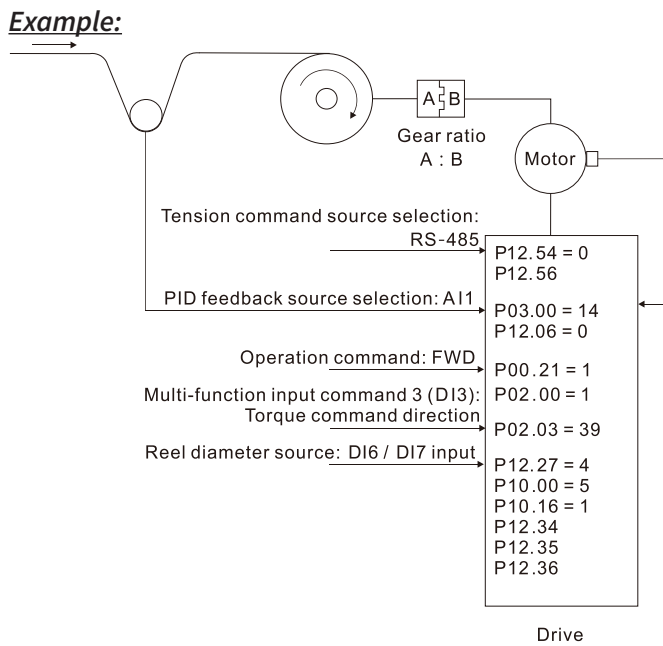 Example:
A B
Gear ratio
A : B
Motor
Tension command source selection:
RS-485
P12.54 = 0
P12.56
PID feedback source selection: AI1
P03.00 = 14
P12.06 = 0
Operation command: FWD
P00.21 = 1
Multi-function input command 3 (DI3):
P02.00 = 1
Torque command direction
P02.03 = 39
Reel diameter source: DI6 / DI7 input
P12.27 = 4
P10.00 = 5
P10.16 = 1
P12.34
P12.35
P12.36
Drive